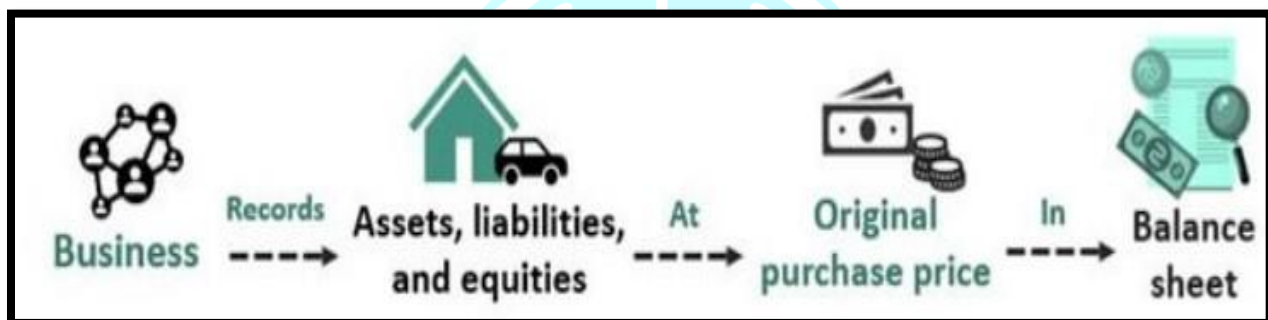 Business
Records
Assets, liabilities,
and equities
At
Original
purchase price
In
Balance
sheet